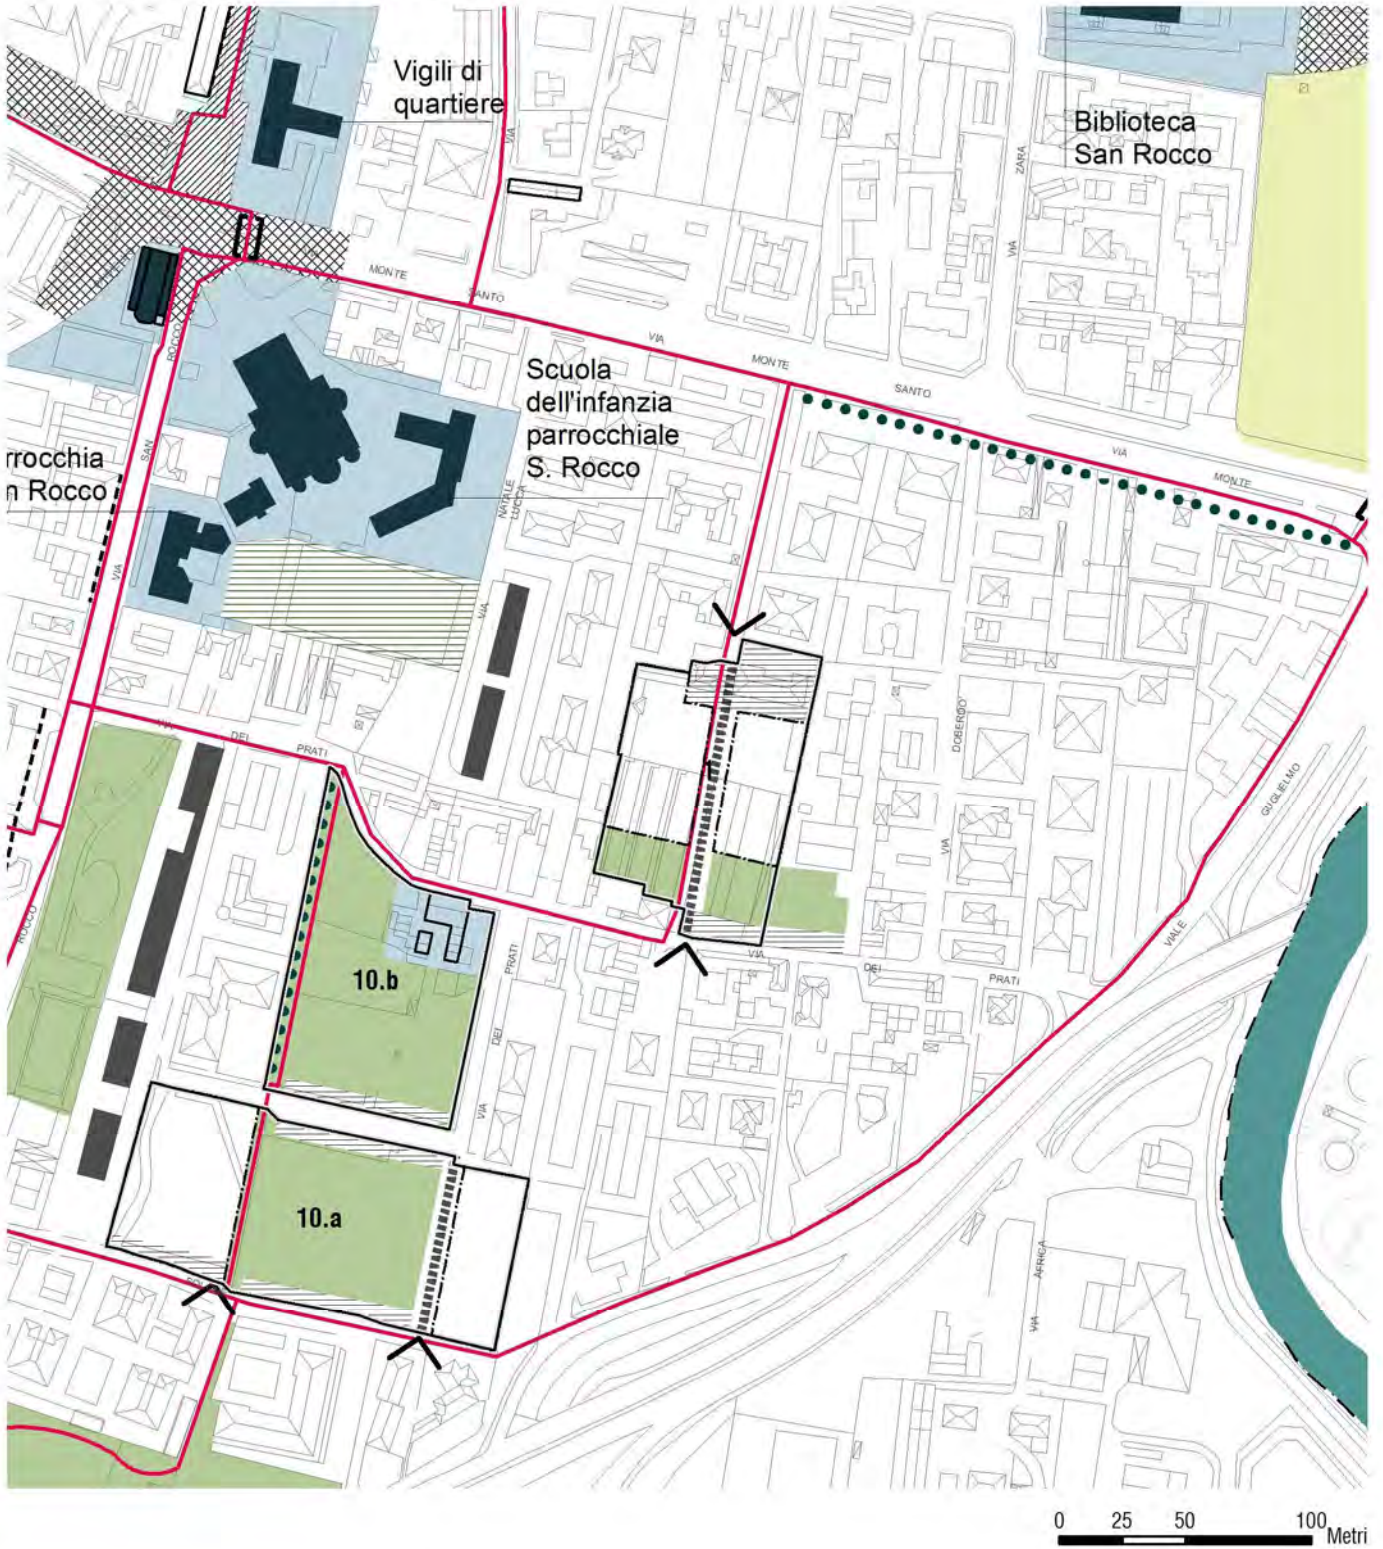 Vigili di
quartiere
VIA
Biblioteca
San Rocco
ZARA
VIA
MONTE
SANTO
VIA
MONTE
SANTO
VIA
MONTE
ROCCO
SAN
VIA
Scuola
dell'infanzia
parrocchiale
S. Rocco
rrocchia
n Rocco
NATALE
LUCCA
VIA
VIA
DEI
PRATI
DOBERDO'
VIA
GUGLIELMO
VIALE
ROCCO
10.b
PRATI
DEI
VIA
VIA
DEI
PRATI
10.a
AFRICA
VIA
0 25 50 100
Metri